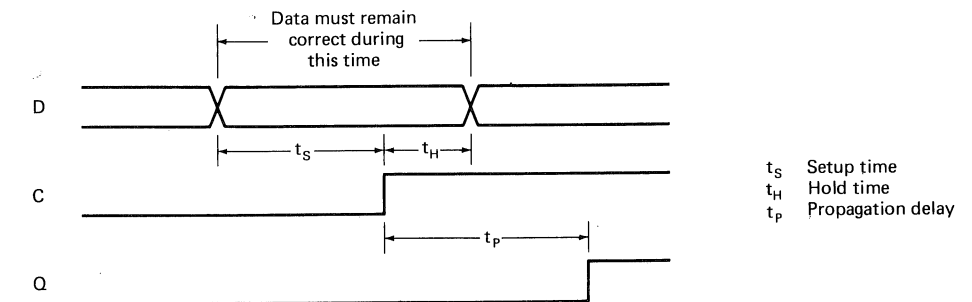 Data must remain
correct during
this time
D
tS
tH
C
tP
Q
tS Setup time
tH Hold time
tP Propagation delay